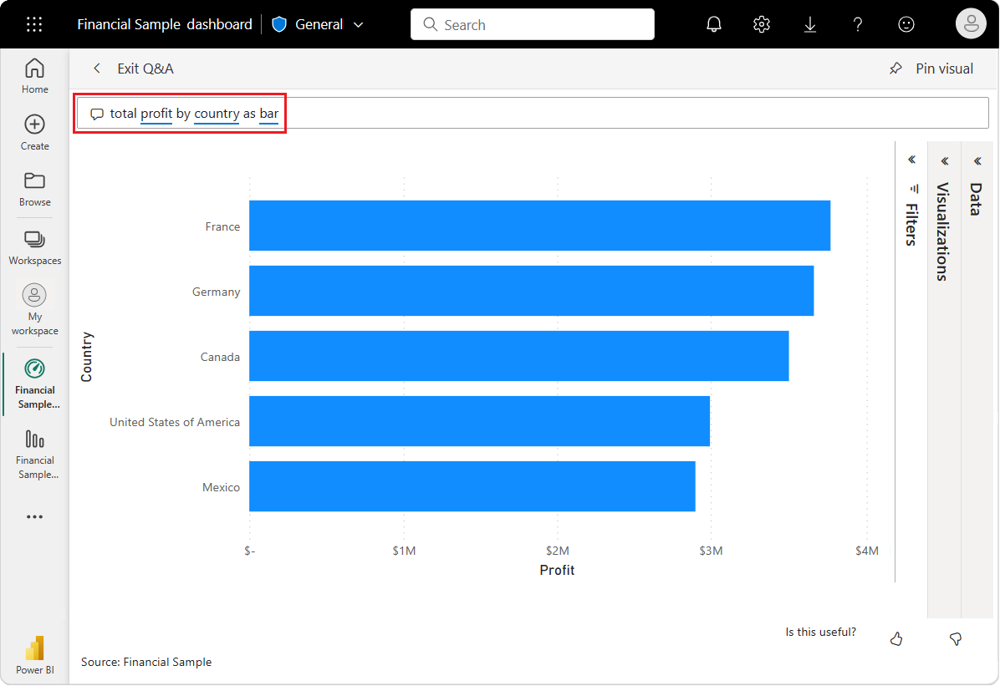 Financial Sample dashboard
General
Search
Home
Create
Browse
Workspaces
My
workspace
Financial
Sample...
Financial
Sample...
Power BI
Exit Q&A
Pin visual
total profit by country as bar
Filters
Visualizations
Data
Country
France
Germany
Canada
United States of America
Mexico
$- $1M $2M $3M $4M
Profit
Is this useful?
Source: Financial Sample